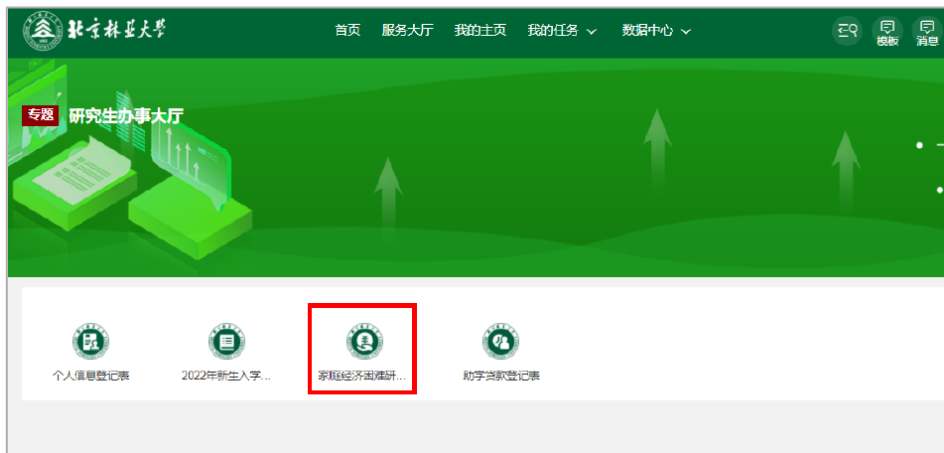 北京林业大学 首页 服务大厅 我的主页 我的任务 数据中心 模板 消息
专题 研究生办事大厅
个人信息登记表 2022年新生入学... 家庭经济困难研... 助学贷款登记表